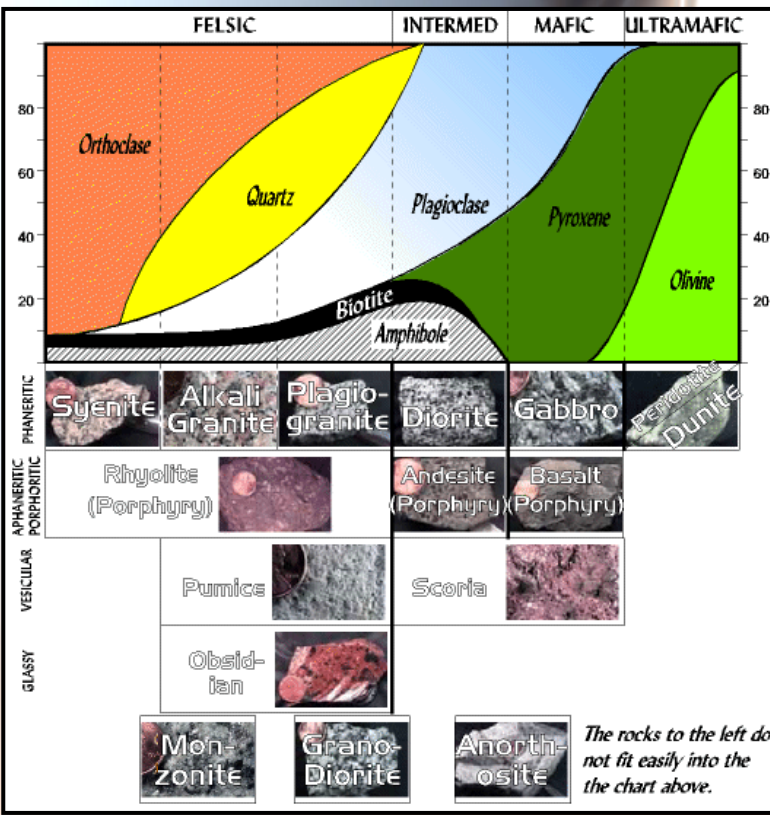 FELSIC INTERMED MAFIC ULTRAMAFIC
80 80
60 60
40 40
20 20
Orthoclase
Quartz
Plagioclase
Pyroxene
Olivine
Biotite
Amphibole
PHANERITIC
Syenite
Alkali
Granite
Plagio-
granite
Diorite
Gabbro
Peridotite
Dunite
APHANERITIC
PORPHORITIC
Rhyolite
(Porphyry)
Andesite
(Porphyry)
Basalt
(Porphyry)
VESICULAR
Pumice
Scoria
GLASSY
Obsid-
ian
Mon-
zonite
Grano-
Diorite
Anorth-
osite
The rocks to the left do
not fit easily into the
the chart above.